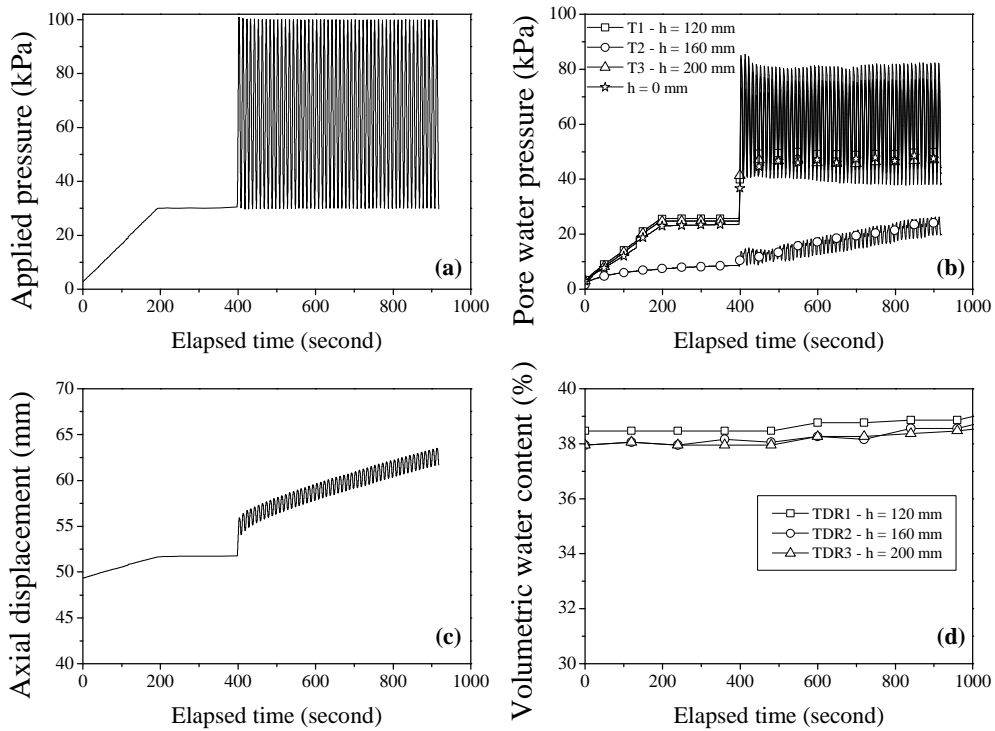 100
80
60
40
20
0
0 200 400 600 800 1000
Applied pressure (kPa)
Elapsed time (second)
(a)
100
80
60
40
20
0
0 200 400 600 800 1000
Pore water pressure (kPa)
Elapsed time (second)
T1 - h = 120 mm
T2 - h = 160 mm
T3 - h = 200 mm
h = 0 mm
(b)
70
65
60
55
50
45
40
0 200 400 600 800 1000
Axial displacement (mm)
Elapsed time (second)
(c)
40
38
36
34
32
30
0 200 400 600 800 1000
Volumetric water content (%)
Elapsed time (second)
TDR1 - h = 120 mm
TDR2 - h = 160 mm
TDR3 - h = 200 mm
(d)